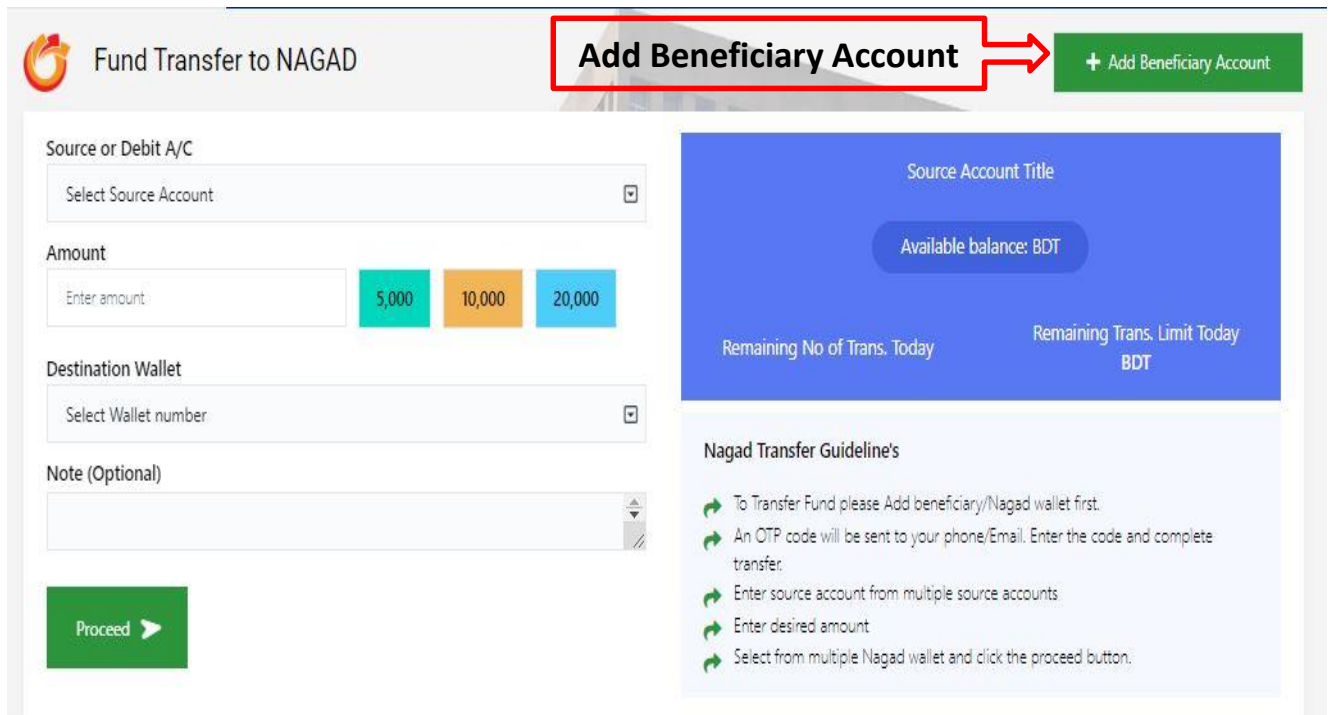 Fund Transfer to NAGAD
Add Beneficiary Account
+ Add Beneficiary Account
Source or Debit A/C
Select Source Account
Amount
Enter amount
5,000
10,000
20,000
Destination Wallet
Select Wallet number
Note (Optional)
Proceed
Source Account Title
Available balance: BDT
Remaining No of Trans. Today
Remaining Trans. Limit Today
BDT
Nagad Transfer Guideline's
To Transfer Fund please Add beneficiary/Nagad wallet first.
An OTP code will be sent to your phone/Email. Enter the code and complete
transfer.
Enter source account from multiple source accounts
Enter desired amount
Select from multiple Nagad wallet and click the proceed button.